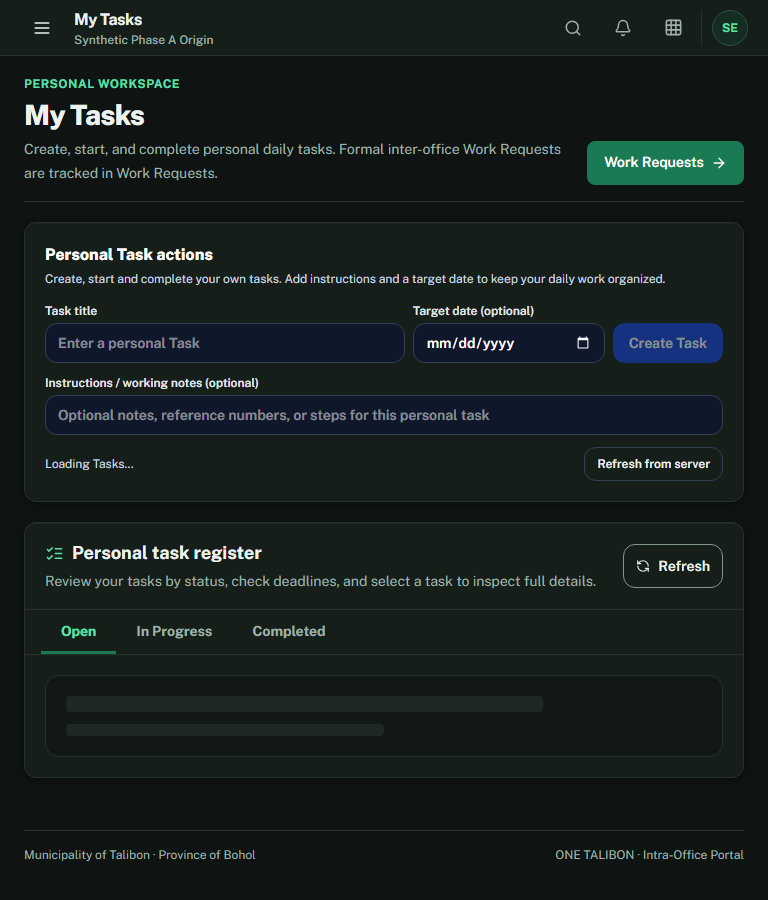 My Tasks
Synthetic Phase A Origin
SE
PERSONAL WORKSPACE
My Tasks
Create, start, and complete personal daily tasks. Formal inter-office Work Requests
are tracked in Work Requests.
Work Requests
Personal Task actions
Create, start and complete your own tasks. Add instructions and a target date to keep your daily work organized.
Task title
Target date (optional)
Enter a personal Task
mm/dd/yyyy
Create Task
Instructions / working notes (optional)
Optional notes, reference numbers, or steps for this personal task
Loading Tasks...
Refresh from server
Personal task register
Review your tasks by status, check deadlines, and select a task to inspect full details.
Refresh
Open
In Progress
Completed
Municipality of Talibon · Province of Bohol
ONE TALIBON · Intra-Office Portal